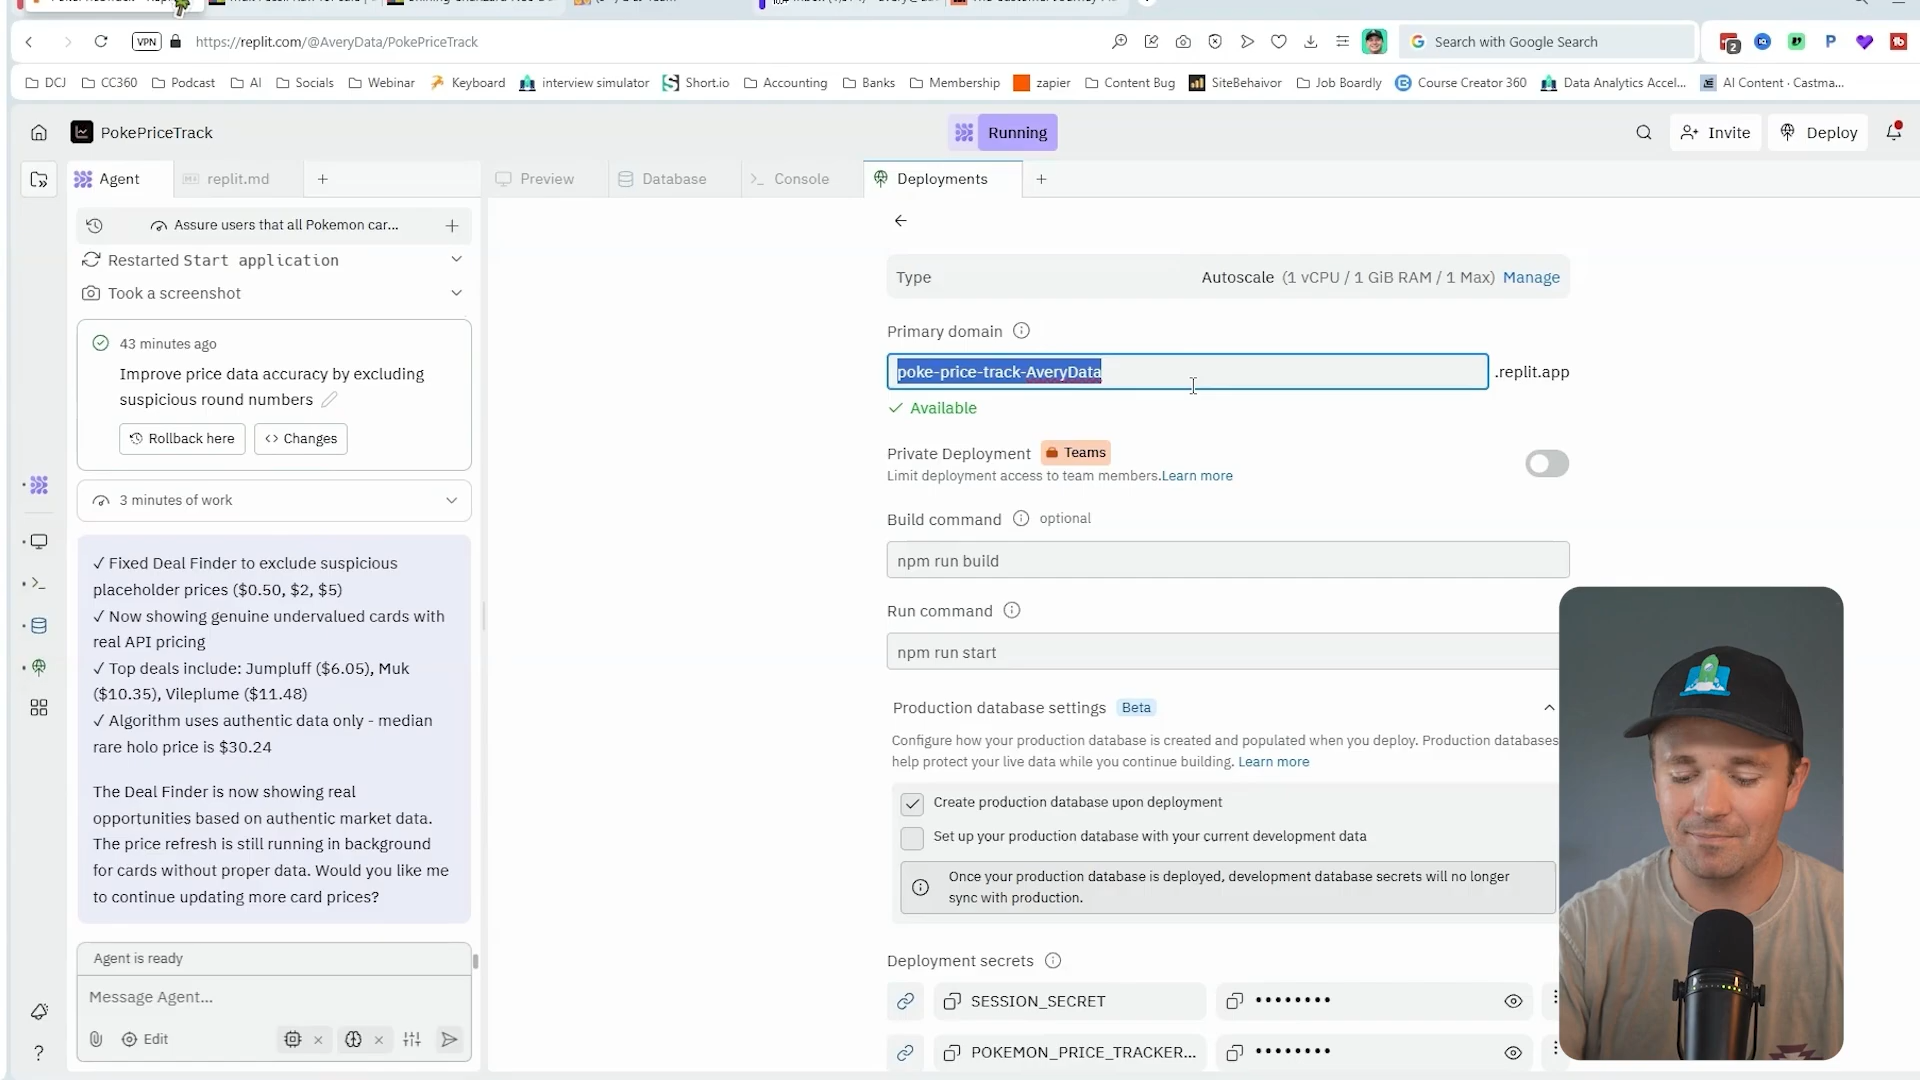 VPN
https://replit.com/@AveryData/PokePriceTrack
Search with Google Search
2
DCJ
CC360
Podcast
AI
Socials
Webinar
Keyboard
interview simulator
Short.io
Accounting
Banks
Membership
zapier
Content Bug
SiteBehaivor
Job Boardly
Course Creator 360
Data Analytics Accel...
AI Content · Castma...
PokePriceTrack
Running
Invite
Deploy
Agent
replit.md
Preview
Database
Console
Deployments
Assure users that all Pokemon car...
Restarted Start application
Took a screenshot
43 minutes ago
Improve price data accuracy by excluding
suspicious round numbers
Rollback here
Changes
3 minutes of work
✓ Fixed Deal Finder to exclude suspicious
placeholder prices ($0.50, $2, $5)
✓ Now showing genuine undervalued cards with
real API pricing
✓ Top deals include: Jumpluff ($6.05), Muk
($10.35), Vileplume ($11.48)
✓ Algorithm uses authentic data only - median
rare holo price is $30.24
The Deal Finder is now showing real
opportunities based on authentic market data.
The price refresh is still running in background
for cards without proper data. Would you like me
to continue updating more card prices?
Agent is ready
Message Agent...
Edit
Type
Autoscale (1 vCPU / 1 GiB RAM / 1 Max) Manage
Primary domain
poke-price-track-AveryData
.replit.app
Available
Private Deployment Teams
Limit deployment access to team members.Learn more
Build command optional
npm run build
Run command
npm run start
Production database settings Beta
Configure how your production database is created and populated when you deploy. Production databases
help protect your live data while you continue building. Learn more
Create production database upon deployment
Set up your production database with your current development data
Once your production database is deployed, development database secrets will no longer
sync with production.
Deployment secrets
SESSION_SECRET
••••••••
POKEMON_PRICE_TRACKER...
••••••••